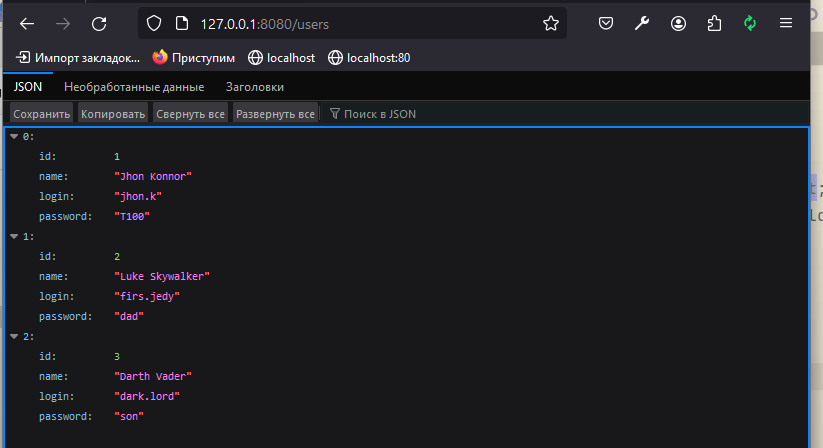 127.0.0.1:8080/users
Импорт закладок... Приступим localhost localhost:80
JSON Необработанные данные Заголовки
Сохранить Копировать Свернуть все Развернуть все Поиск в JSON
0:
id: 1
name: "Jhon Konnor"
login: "jhon.k"
password: "T100"
1:
id: 2
name: "Luke Skywalker"
login: "firs.jedy"
password: "dad"
2:
id: 3
name: "Darth Vader"
login: "dark.lord"
password: "son"